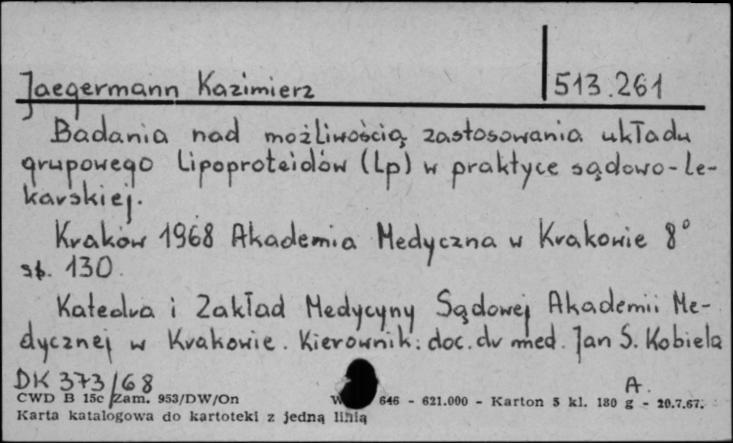 Jaegermann Kazimierz 513.261
Badania nad możliwością zastosowania układu
grupowego Lipoproteidów (Lp) w praktyce sądowo-le-
karskiej.
Kraków 1968 Akademia Medyczna w Krakowie 8°
st. 130.
Katedra i Zakład Medycyny Sądowej Akademii Me-
dycznej w Krakowie. Kierownik: doc. dr med. Jan S. Kobiela
DK 373/68 A.
CWD B 15c Zam. 953/DW/On 646 - 621.000 - Karton 5 kl. 180 g - 20.7.67.
Karta katalogowa do kartoteki z jedną linią